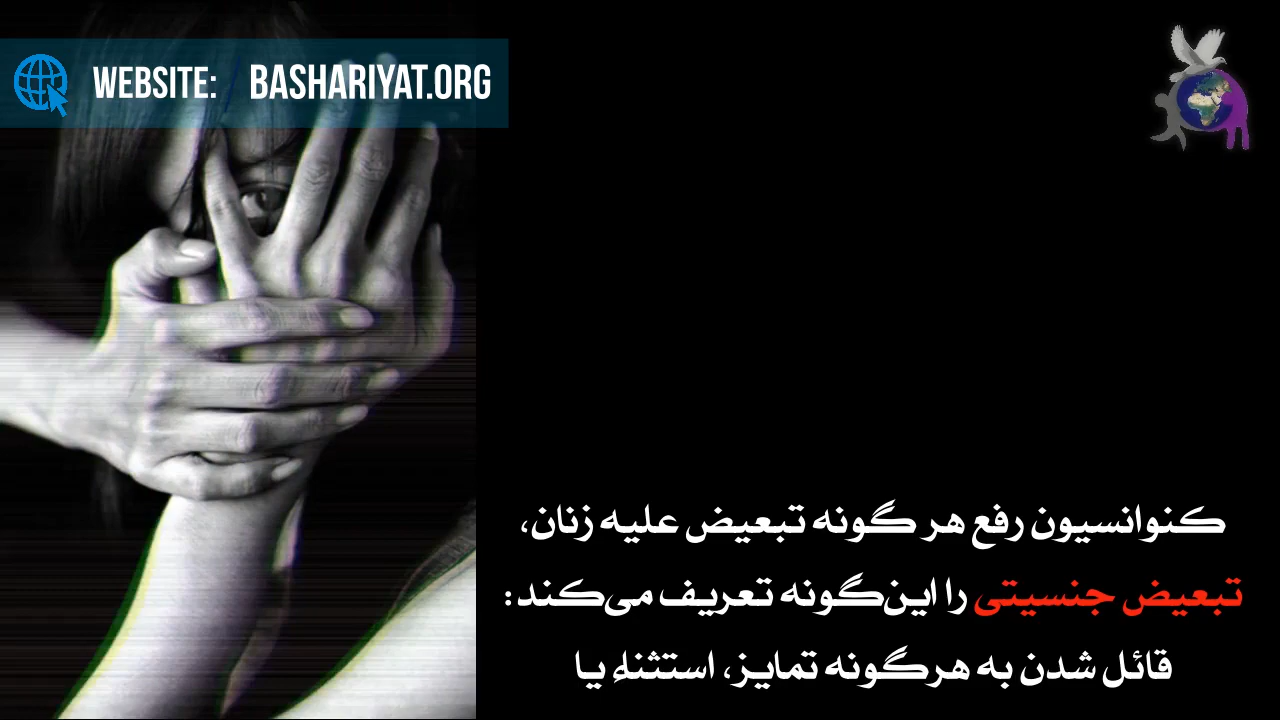 WEBSITE: BASHARIYAT.ORG
کنوانسیون رفع هر گونه تبعیض علیه زنان،
تبعیض جنسیتی را این‌گونه تعریف می‌کند:
قائل شدن به هرگونه تمایز، استثناء یا